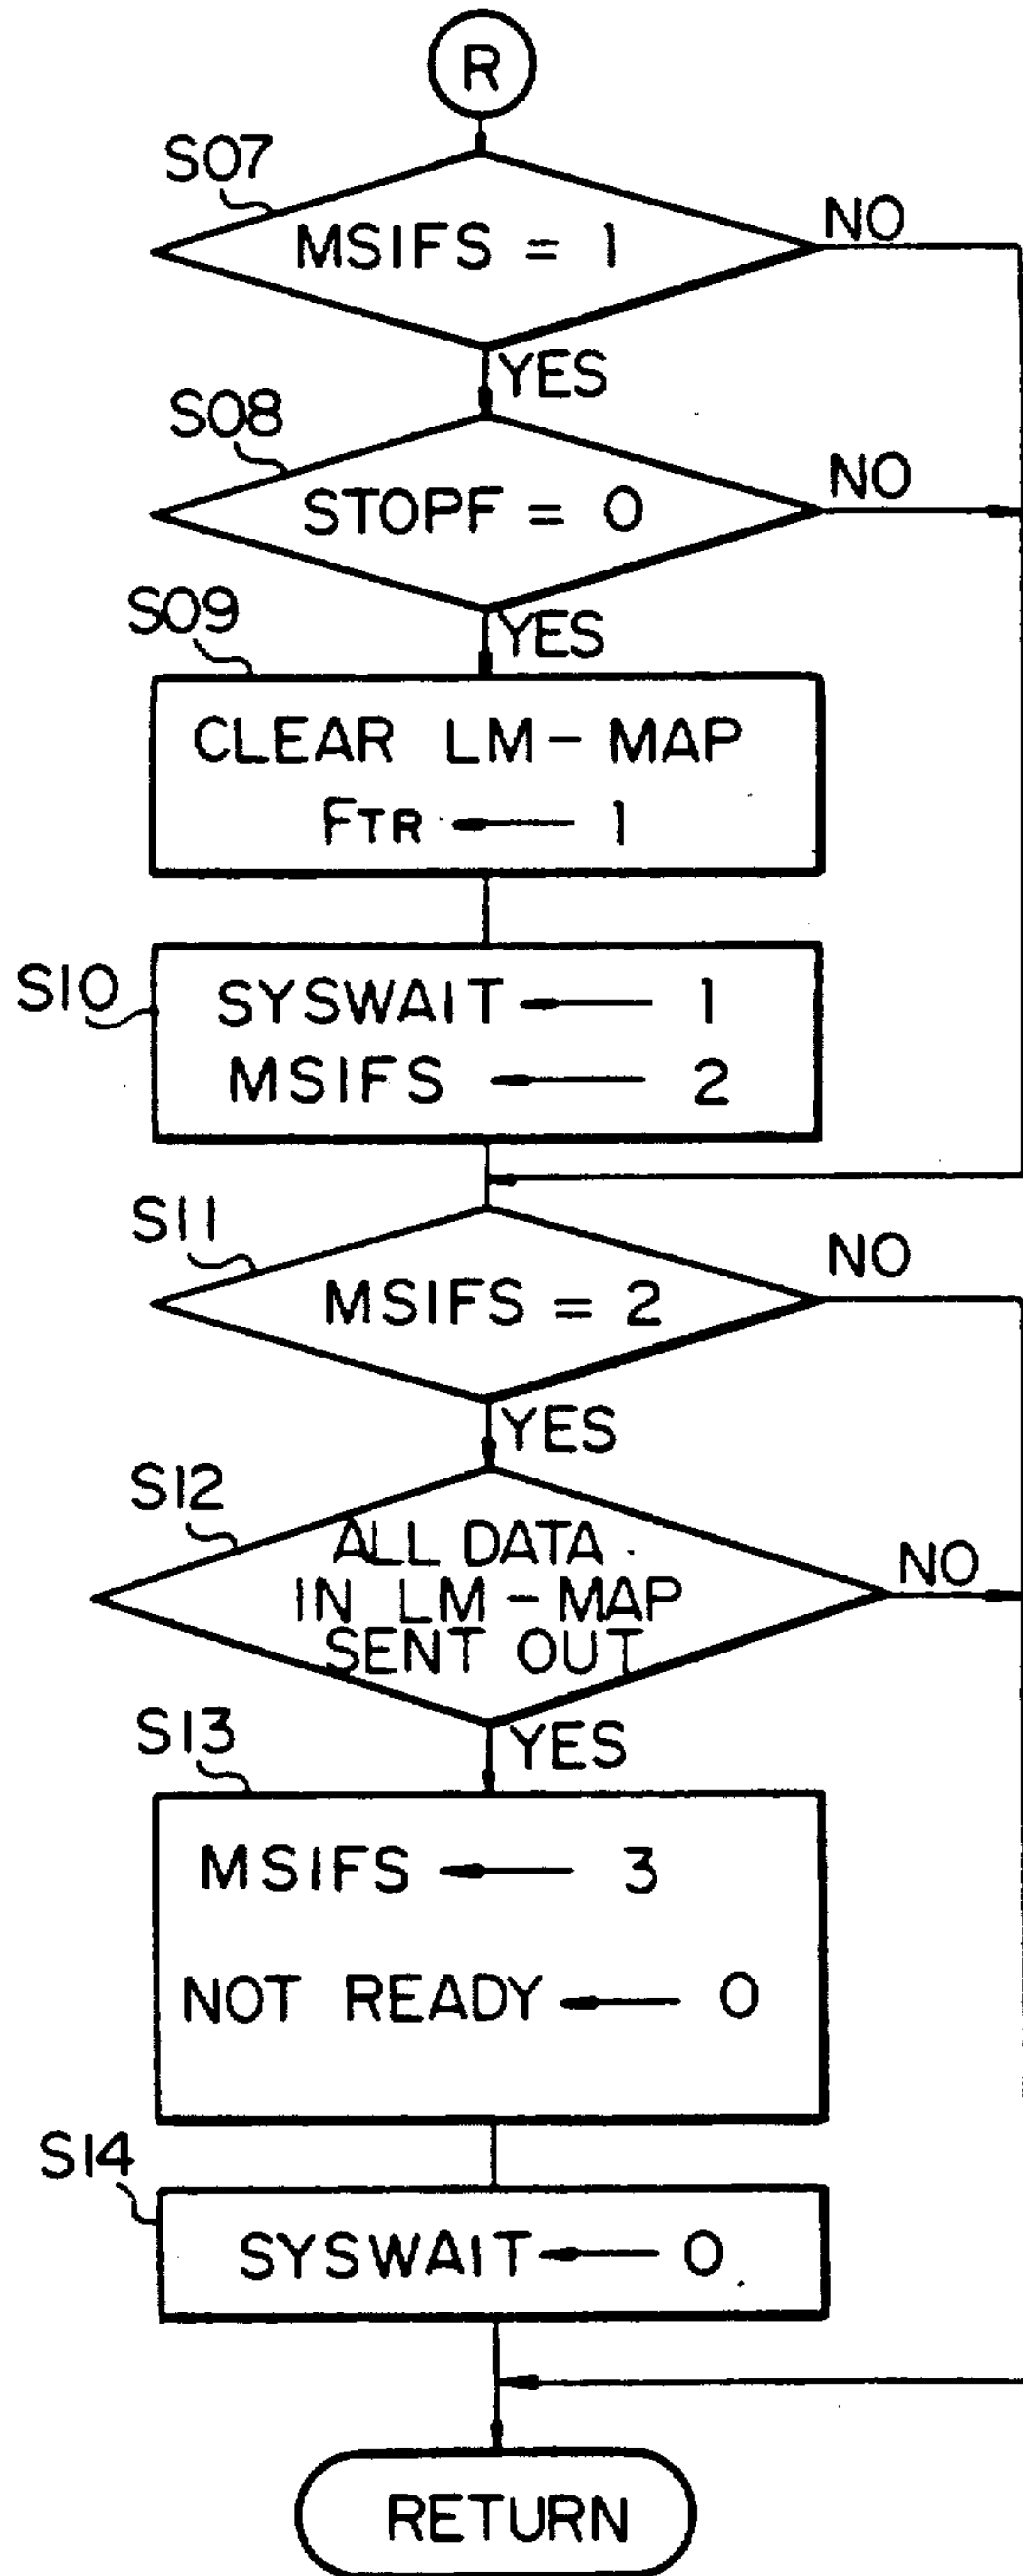 R
S07
MSIFS = 1
NO
YES
S08
STOPF = 0
NO
YES
S09
CLEAR LM-MAP
FTR ← 1
S10
SYSWAIT ← 1
MSIFS ← 2
S11
MSIFS = 2
NO
YES
S12
ALL DATA
IN LM-MAP
SENT OUT
NO
YES
S13
MSIFS ← 3
NOT READY ← 0
S14
SYSWAIT ← 0
RETURN